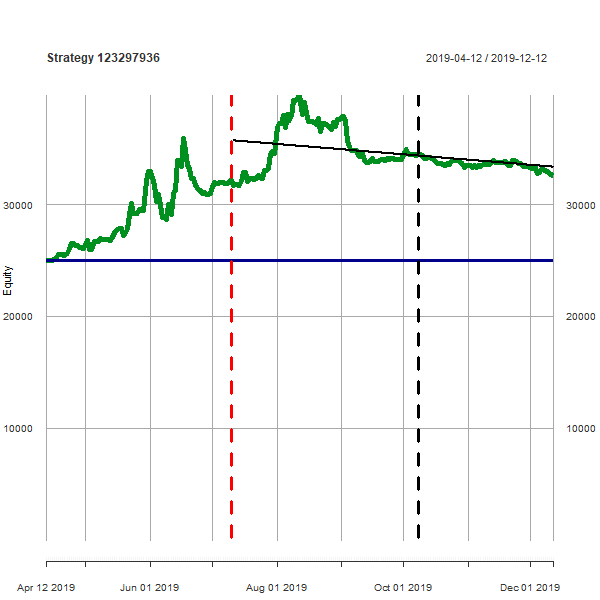 Strategy 123297936
2019-04-12 / 2019-12-12
30000
30000
Equity
20000
20000
10000
10000
Apr 12 2019
Jun 01 2019
Aug 01 2019
Oct 01 2019
Dec 01 2019